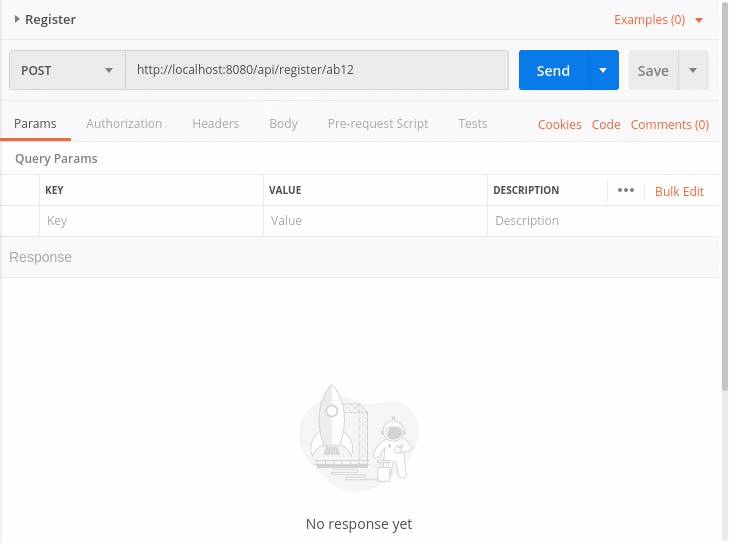 Register Examples (0)
POST http://localhost:8080/api/register/ab12 Send Save
Params Authorization Headers Body Pre-request Script Tests Cookies Code Comments (0)
Query Params
KEY VALUE DESCRIPTION ••• Bulk Edit
Key Value Description
Response
No response yet